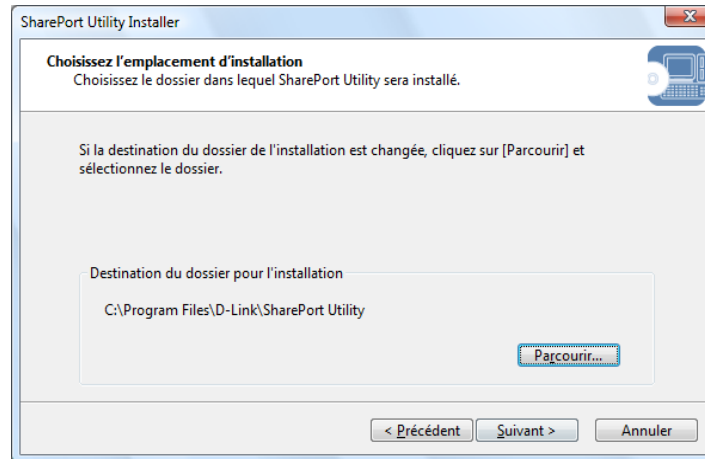 SharePort Utility Installer
Choisissez l'emplacement d'installation
Choisissez le dossier dans lequel SharePort Utility sera installé.
Si la destination du dossier de l'installation est changée, cliquez sur [Parcourir] et
sélectionnez le dossier.
Destination du dossier pour l'installation
C:\Program Files\D-Link\SharePort Utility
Parcourir...
< Précédent
Suivant >
Annuler